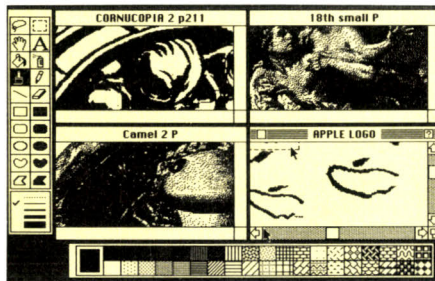 CORNUCOPIA 2 p211
18th small P
Camel 2 P
APPLE LOGO
A
?